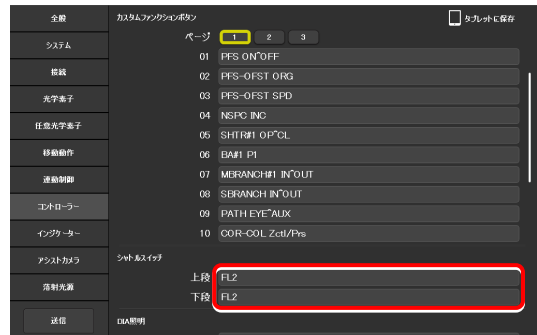 全般
システム
接続
光学素子
任意光学素子
移動動作
連動制御
コントローラー
インジケーター
アシストカメラ
落射光源
送信
カスタムファンクションボタン
タブレットに保存
ページ 1 2 3
01 PFS ON^OFF
02 PFS-OFST ORG
03 PFS-OFST SPD
04 NSPC INC
05 SHTR#1 OP^CL
06 BA#1 P1
07 MBRANCH#1 IN^OUT
08 SBRANCH IN^OUT
09 PATH EYE^AUX
10 COR-COL Zctl/Prs
シャトルスイッチ
上段 FL2
下段 FL2
DIA照明